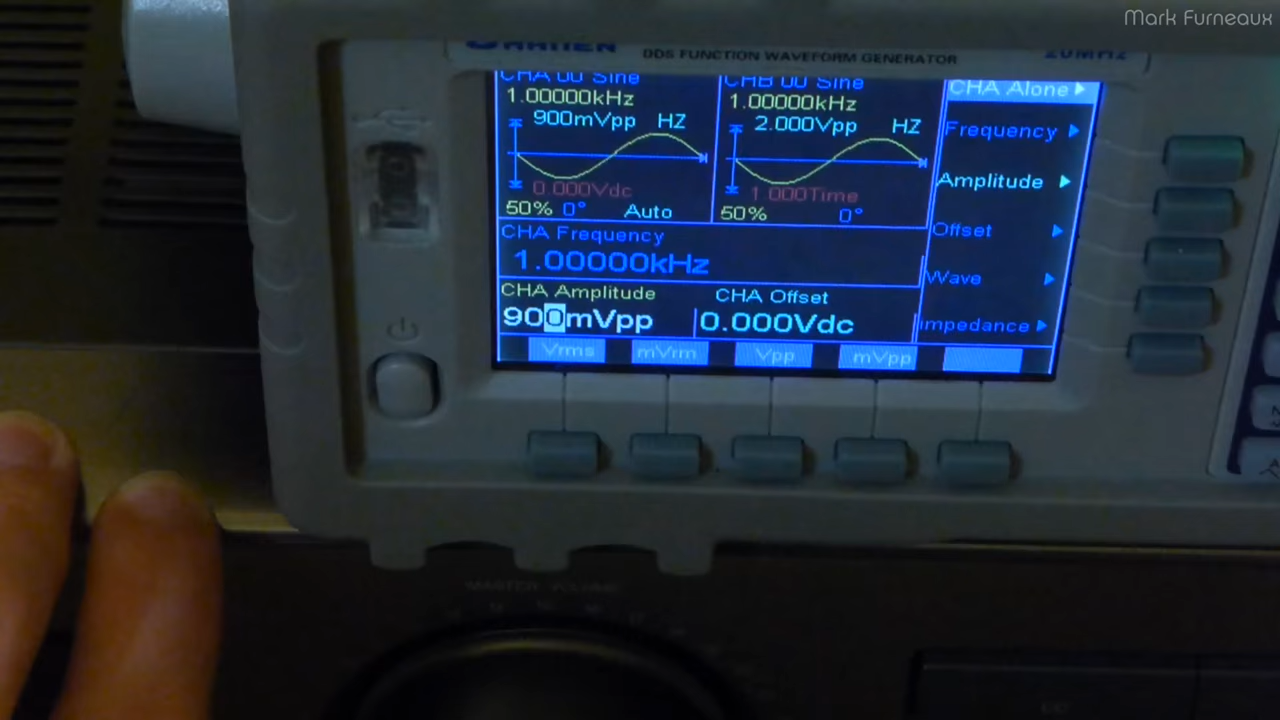 Mark Furneaux
DDS FUNCTION WAVEFORM GENERATOR 20MHz
CHA 00 Sine
1.00000kHz
900mVpp HZ
0.000Vdc
50% 0° Auto
CHB 00 Sine
1.00000kHz
2.000Vpp HZ
1.000Time
50% 0°
CHA Alone
Frequency
Amplitude
Offset
Wave
Impedance
CHA Frequency
1.00000kHz
CHA Amplitude
900mVpp
CHA Offset
0.000Vdc
Vrms mVrm Vpp mVpp
MASTER VOLUME